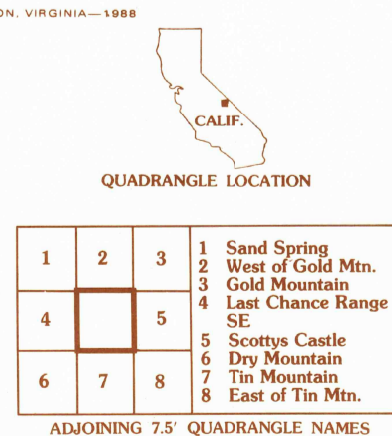 ON, VIRGINIA—1988
CALIF.
QUADRANGLE LOCATION
1 2 3
4 5
6 7 8
1 Sand Spring
2 West of Gold Mtn.
3 Gold Mountain
4 Last Chance Range
SE
5 Scottys Castle
6 Dry Mountain
7 Tin Mountain
8 East of Tin Mtn.
ADJOINING 7.5' QUADRANGLE NAMES